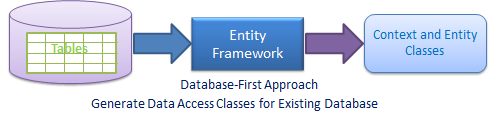 Tables
Entity
Framework
Context and Entity
Classes
Database-First Approach
Generate Data Access Classes for Existing Database